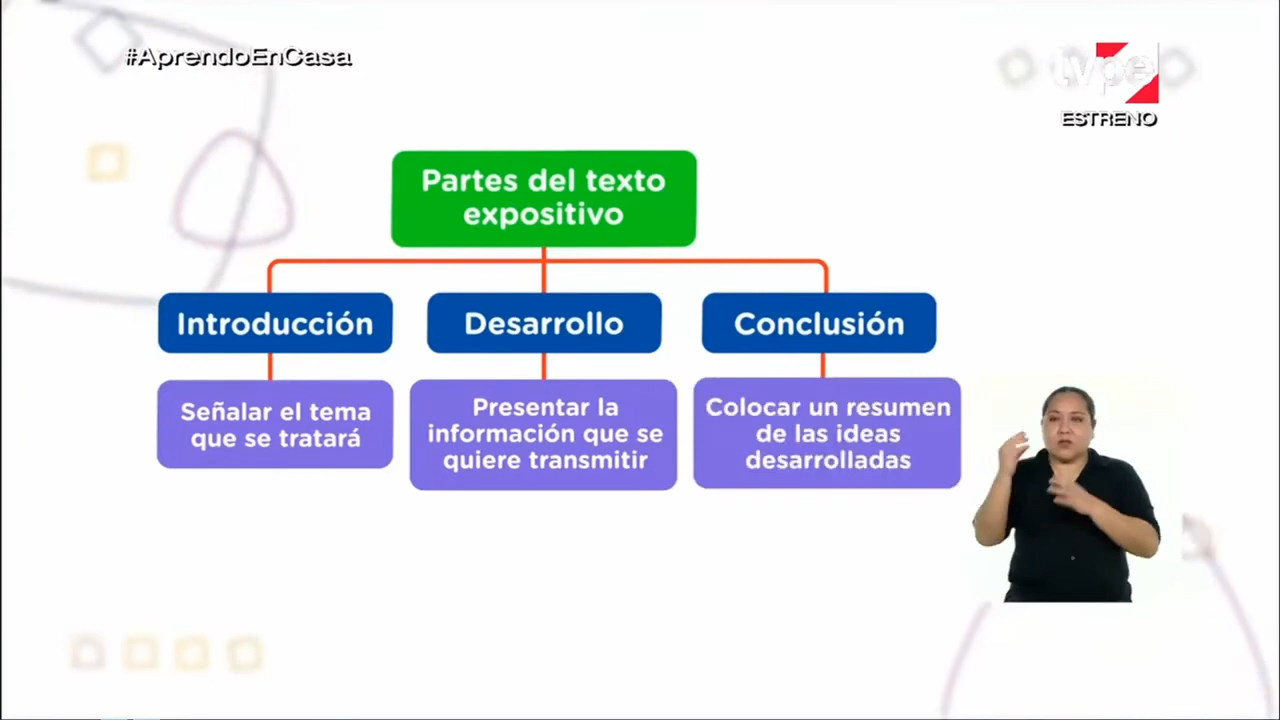 #AprendoEnCasa
tvpe
ESTRENO
Partes del texto
expositivo
Introducción
Desarrollo
Conclusión
Señalar el tema
que se tratará
Presentar la
información que se
quiere transmitir
Colocar un resumen
de las ideas
desarrolladas